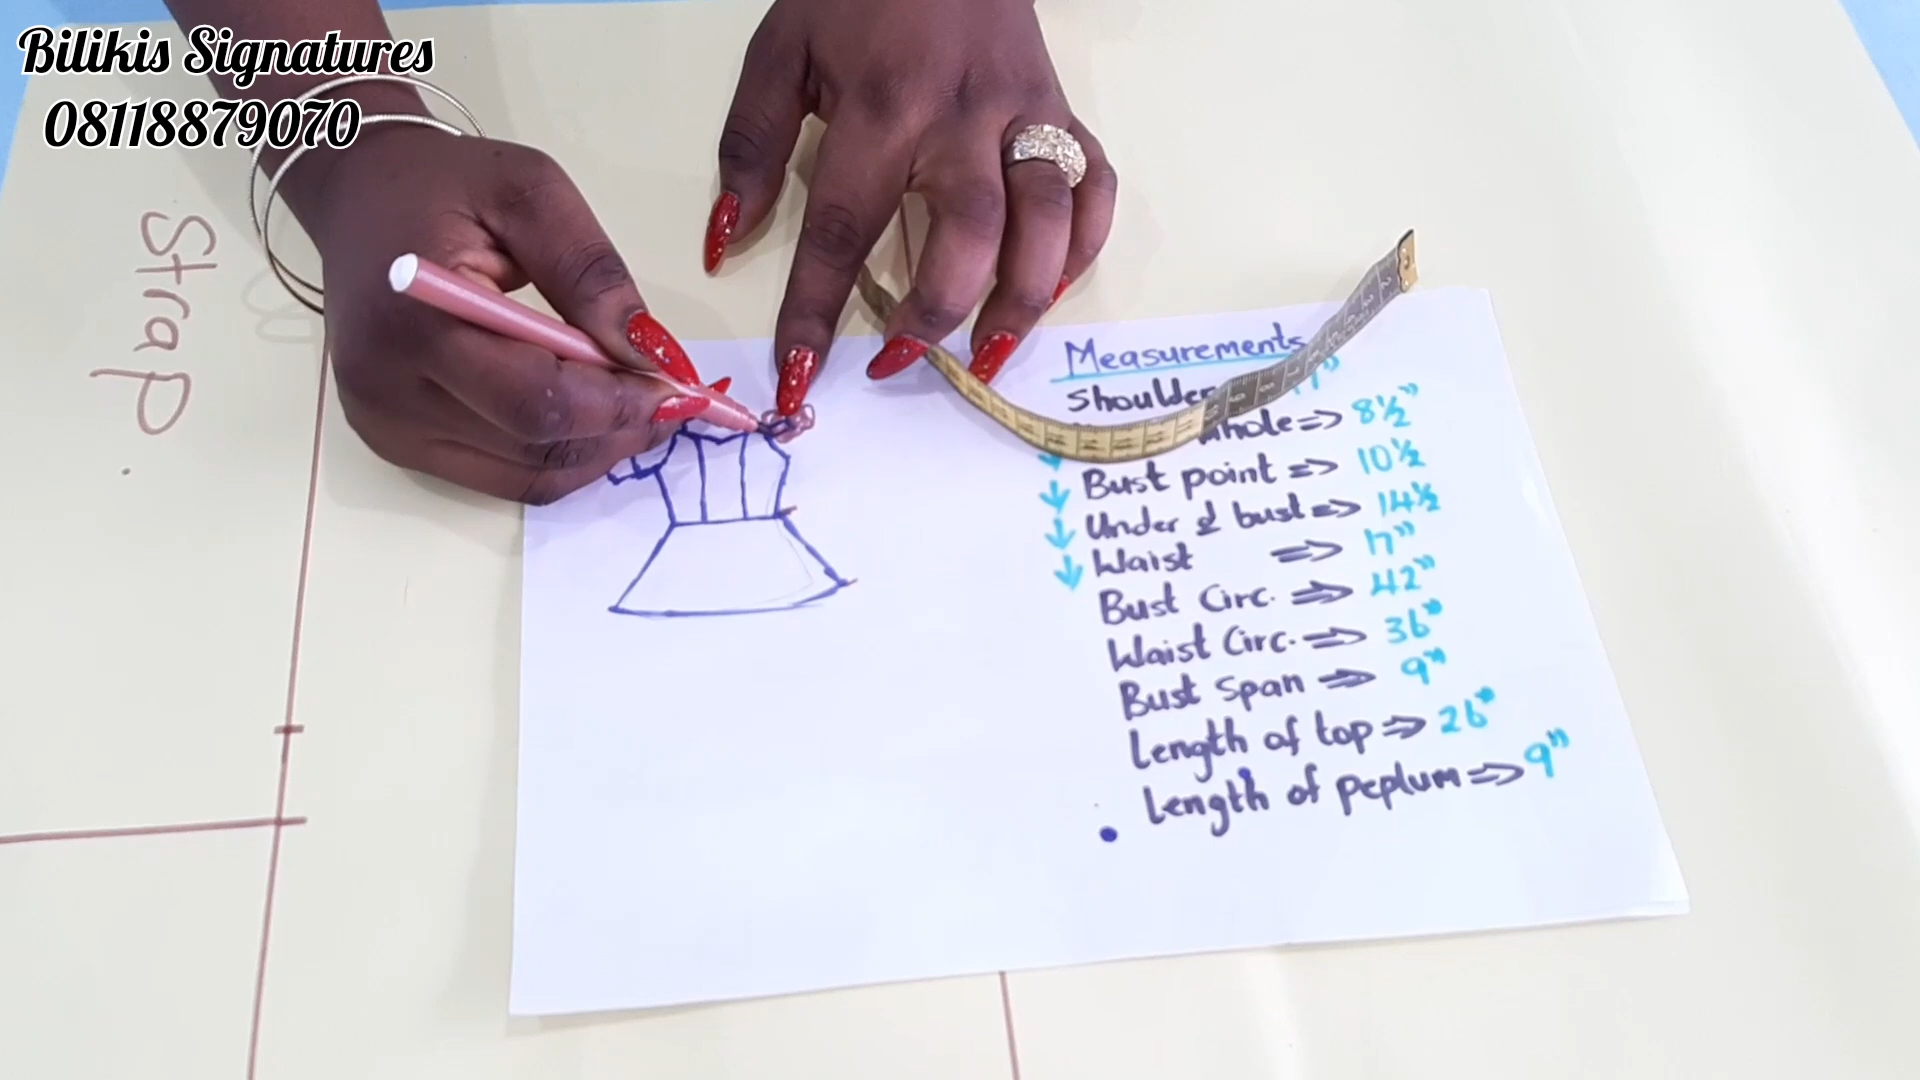 Bilikis Signatures
08118879070
Strap.
Measurements
Shoulder
hole => 8½"
Bust point => 10½
Under bust => 14½
Waist => 17"
Bust Circ. => 42"
Waist Circ. => 36"
Bust Span => 9"
Length of top => 26"
Length of peplum => 9"